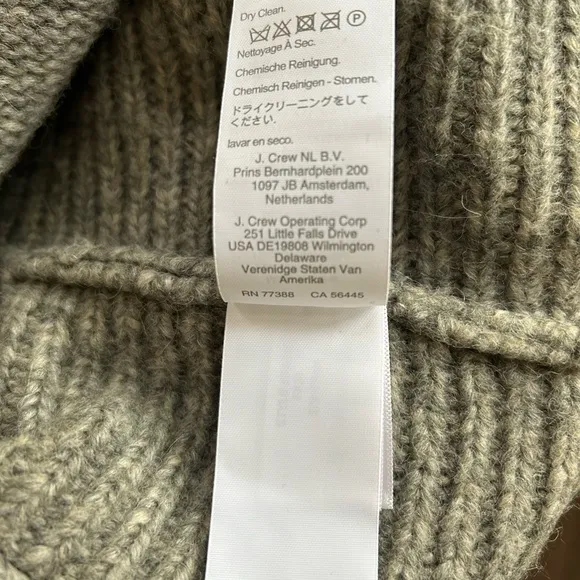 Dry Clean.
P
Nettoyage À Sec.
Chemische Reinigung.
Chemisch Reinigen - Stomen.
ドライクリーニングをして
ください.
lavar en seco.
J. Crew NL B.V.
Prins Bernhardplein 200
1097 JB Amsterdam,
Netherlands
J. Crew Operating Corp
251 Little Falls Drive
USA DE19808 Wilmington
Delaware
Verenidge Staten Van
Amerika
RN 77388 CA 56445